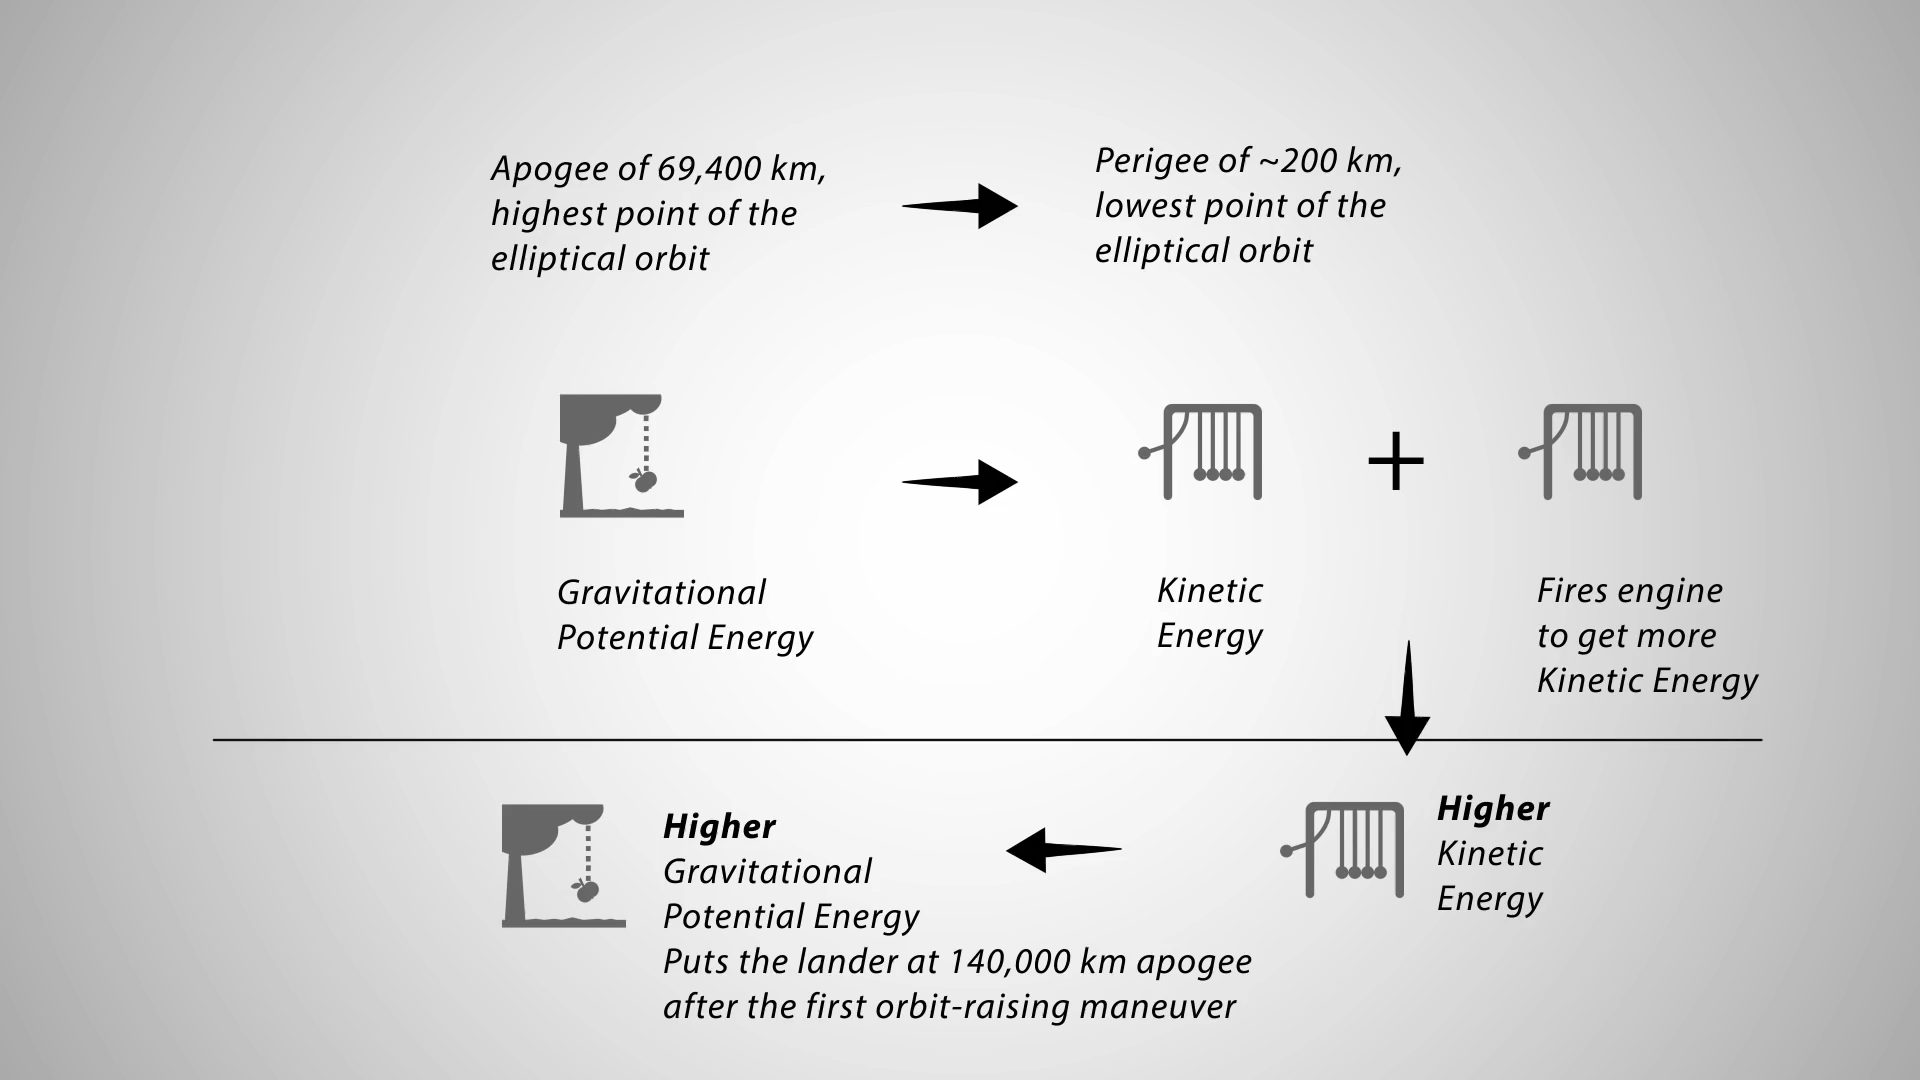 Apogee of 69,400 km,
highest point of the
elliptical orbit
Perigee of ~200 km,
lowest point of the
elliptical orbit
Gravitational
Potential Energy
Kinetic
Energy
+
Fires engine
to get more
Kinetic Energy
Higher
Kinetic
Energy
Higher
Gravitational
Potential Energy
Puts the lander at 140,000 km apogee
after the first orbit-raising maneuver